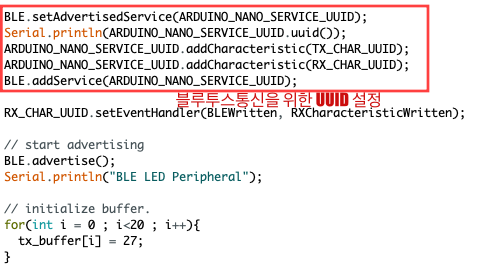 BLE.setAdvertisedService(ARDUINO_NANO_SERVICE_UUID);
Serial.println(ARDUINO_NANO_SERVICE_UUID.uuid());
ARDUINO_NANO_SERVICE_UUID.addCharacteristic(TX_CHAR_UUID);
ARDUINO_NANO_SERVICE_UUID.addCharacteristic(RX_CHAR_UUID);
BLE.addService(ARDUINO_NANO_SERVICE_UUID);
블루투스통신을 위한 UUID 설정
RX_CHAR_UUID.setEventHandler(BLEWritten, RXCharacteristicWritten);
// start advertising
BLE.advertise();
Serial.println("BLE LED Peripheral");
// initialize buffer.
for(int i = 0 ; i<20 ; i++){
  tx_buffer[i] = 27;
}